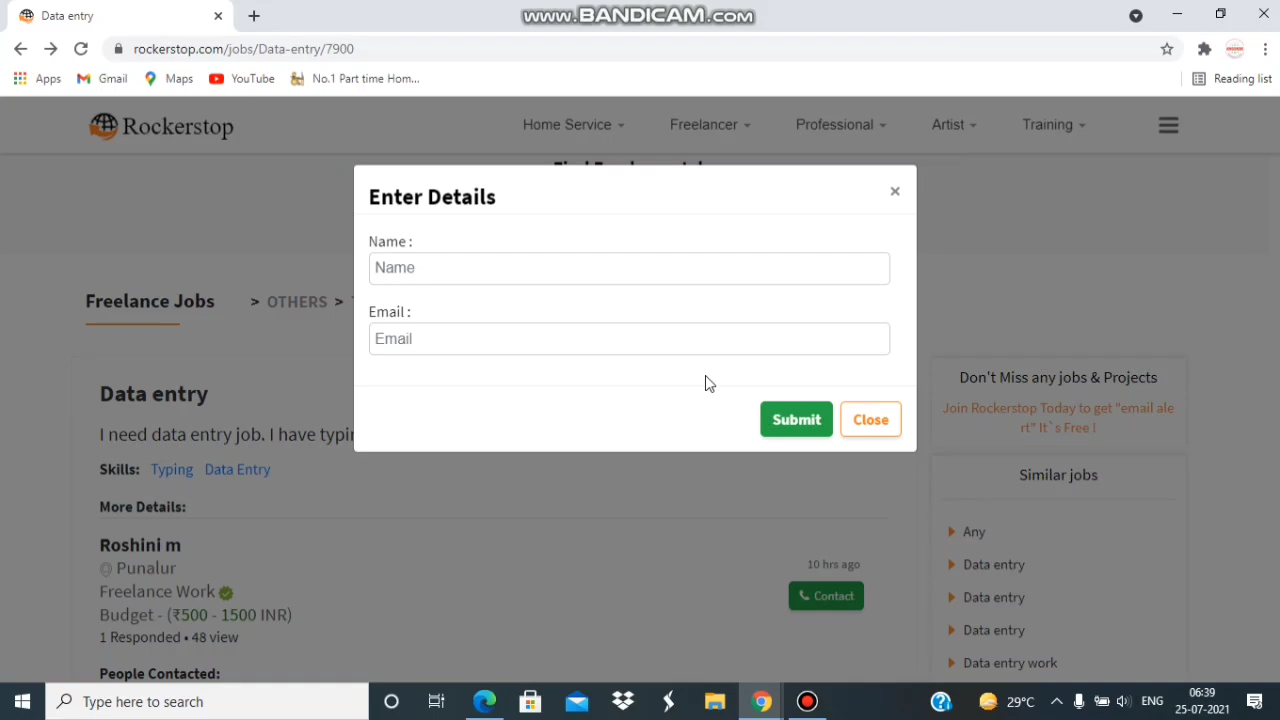 Data entry
www.BANDICAM.com
rockerstop.com/jobs/Data-entry/7900
Apps
Gmail
Maps
YouTube
No.1 Part time Hom...
Reading list
Rockerstop
Home Service
Freelancer
Professional
Artist
Training
Enter Details
×
Name :
Name
Email :
Email
Submit
Close
Freelance Jobs > OTHERS >
Data entry
I need data entry job. I have typin
Skills: Typing Data Entry
More Details:
Roshini m
Punalur
Freelance Work
Budget - (₹500 - 1500 INR)
1 Responded • 48 view
People Contacted:
10 hrs ago
Contact
Don't Miss any jobs & Projects
Join Rockerstop Today to get "email ale
rt" It`s Free !
Similar jobs
Any
Data entry
Data entry
Data entry
Data entry work
Type here to search
29°C
ENG
06:39
25-07-2021